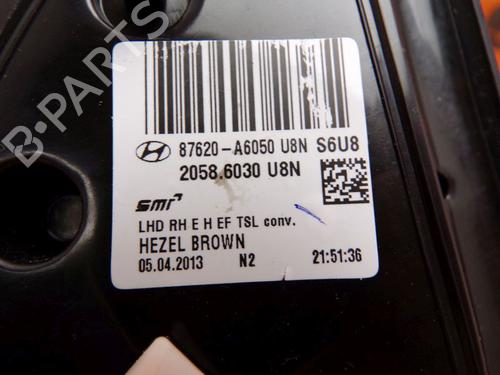 87620-A6050 U8N S6U8
2058.6030 U8N
smr
LHD RH E H EF TSL conv.
HEZEL BROWN
05.04.2013 N2 21:51:36
B-PARTS